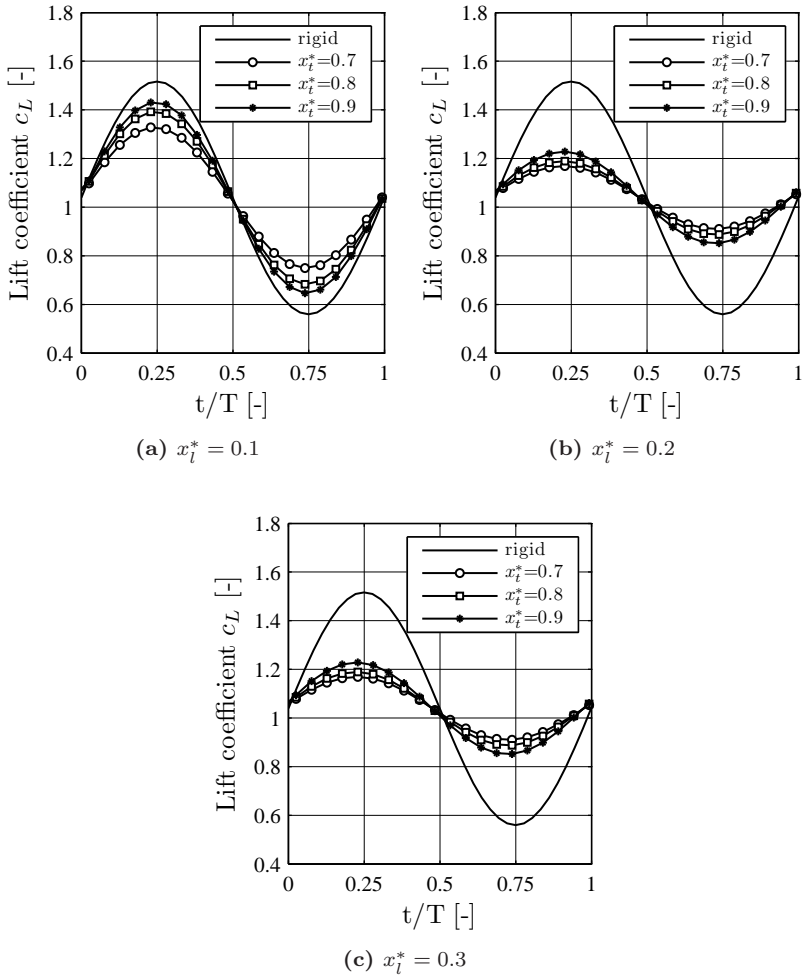 Lift coefficient c_L [-]
1.8
1.6
1.4
1.2
1
0.8
0.6
0.4
0
0.25
0.5
0.75
1
t/T [-]
rigid
x_t^*=0.7
x_t^*=0.8
x_t^*=0.9
(a) x_l^* = 0.1
Lift coefficient c_L [-]
1.8
1.6
1.4
1.2
1
0.8
0.6
0.4
0
0.25
0.5
0.75
1
t/T [-]
rigid
x_t^*=0.7
x_t^*=0.8
x_t^*=0.9
(b) x_l^* = 0.2
Lift coefficient c_L [-]
1.8
1.6
1.4
1.2
1
0.8
0.6
0.4
0
0.25
0.5
0.75
1
t/T [-]
rigid
x_t^*=0.7
x_t^*=0.8
x_t^*=0.9
(c) x_l^* = 0.3